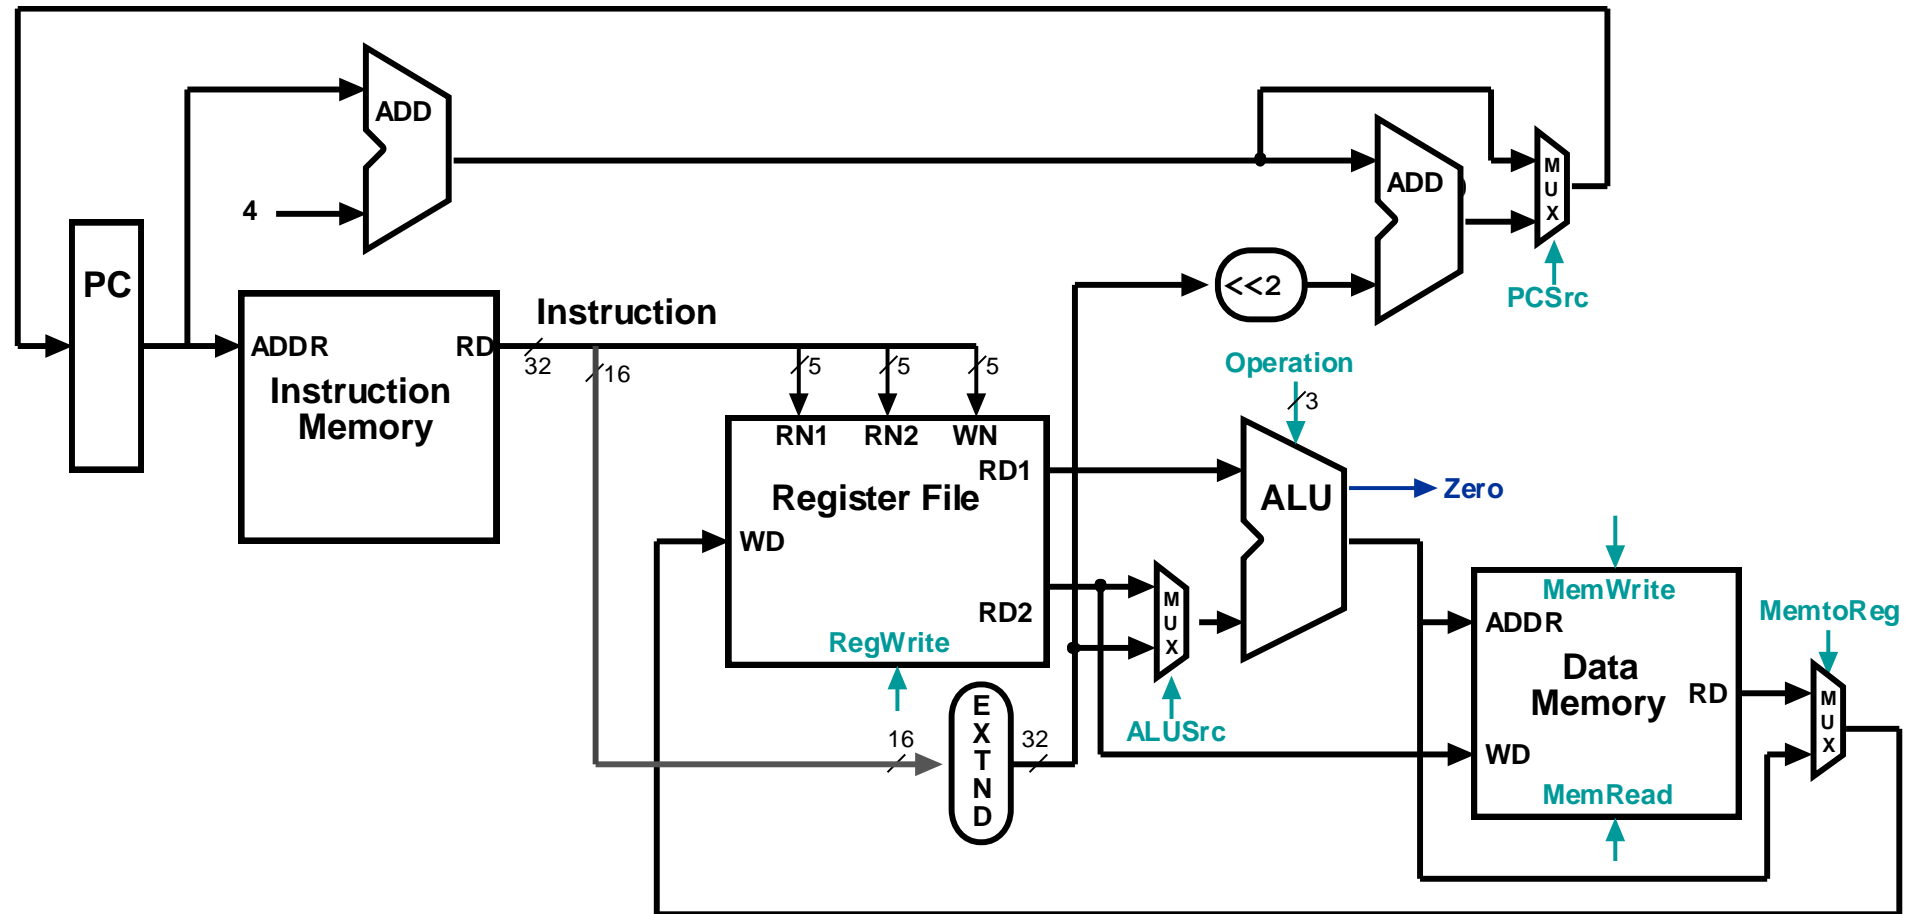 ADD
4
PC
ADDR
RD
Instruction
Memory
Instruction
32
16
5
5
5
RN1
RN2
WN
RD1
Register File
WD
RD2
RegWrite
16
E
X
T
N
D
32
<<2
ADD
M
U
X
PCSrc
Operation
3
ALU
Zero
M
U
X
ALUSrc
MemWrite
ADDR
Data
Memory
RD
WD
MemRead
MemtoReg
M
U
X